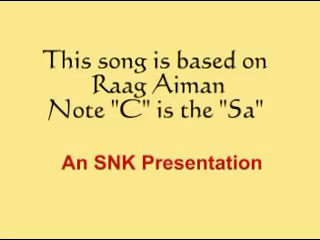 This song is based on
Raag Aiman
Note "C" is the "Sa"
An SNK Presentation